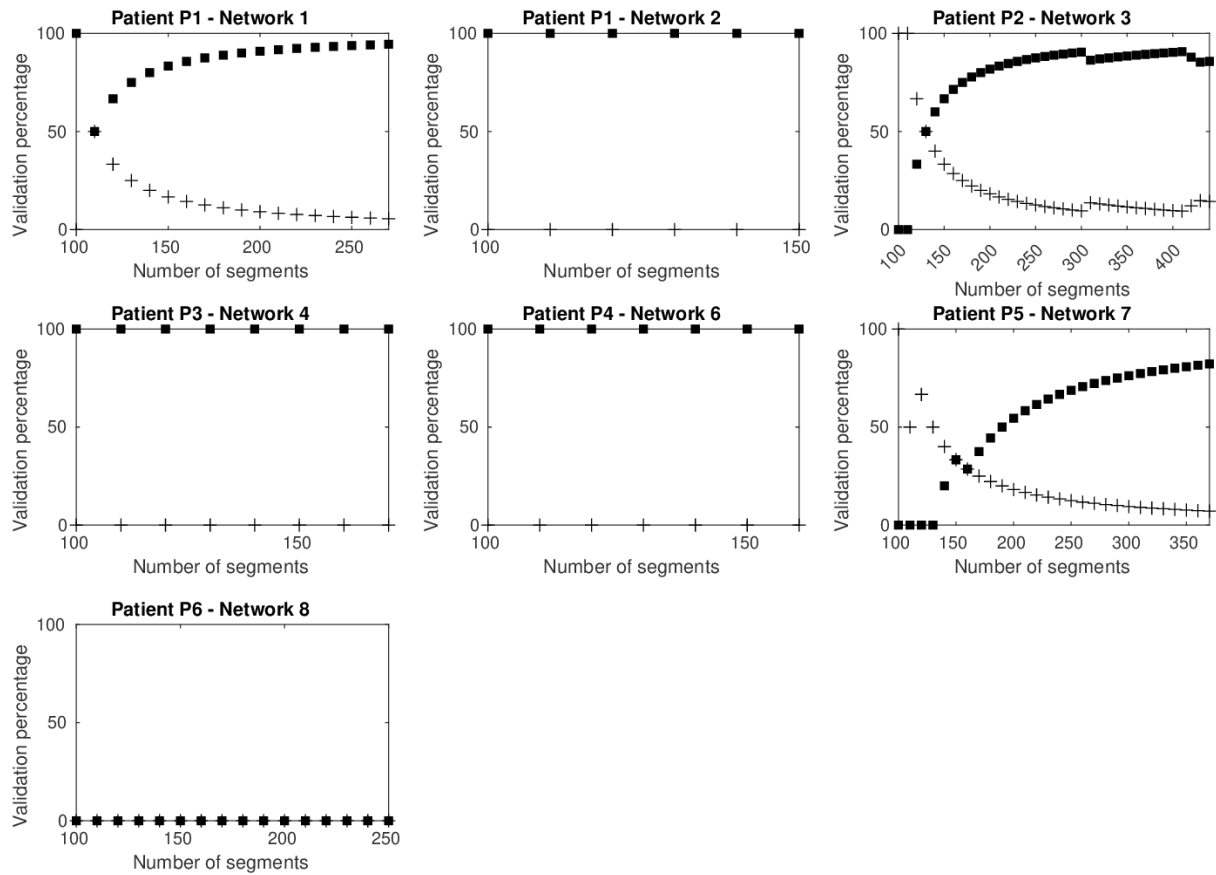 Patient P1 - Network 1
100
50
0
Validation percentage
100 150 200 250
Number of segments
Patient P1 - Network 2
100
50
0
Validation percentage
100 150
Number of segments
Patient P2 - Network 3
100
50
0
Validation percentage
100 150 200 250 300 350 400
Number of segments
Patient P3 - Network 4
100
50
0
Validation percentage
100 150
Number of segments
Patient P4 - Network 6
100
50
0
Validation percentage
100 150
Number of segments
Patient P5 - Network 7
100
50
0
Validation percentage
100 150 200 250 300 350
Number of segments
Patient P6 - Network 8
100
50
0
Validation percentage
100 150 200 250
Number of segments